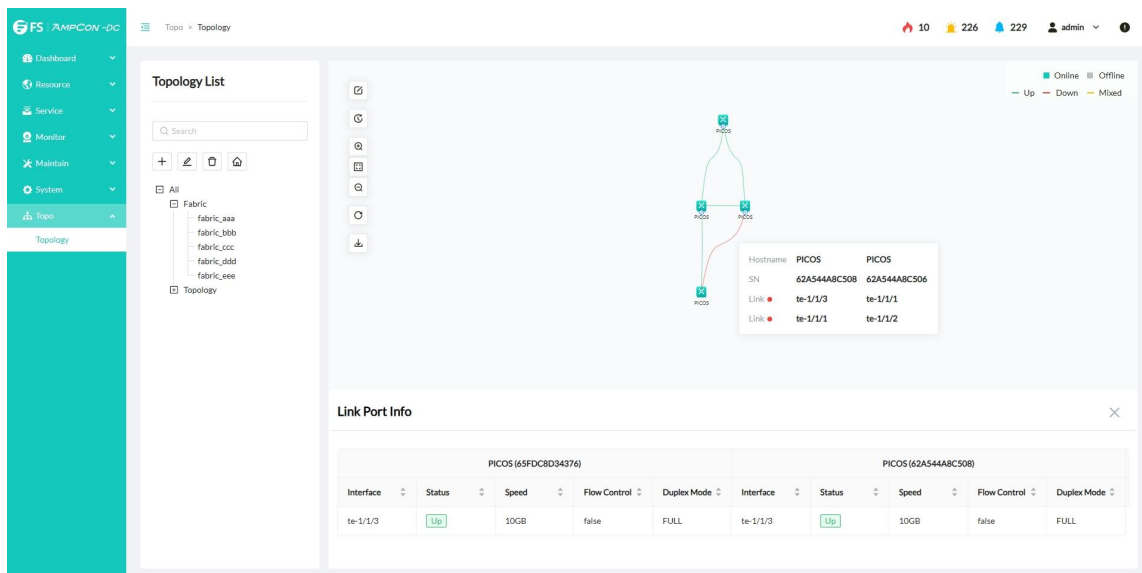 FS AMPCON-DC
Topo > Topology
10 226 229 admin
Dashboard
Resource
Service
Monitor
Maintain
System
Topo
Topology
Topology List
Search
All
Fabric
fabric_aaa
fabric_bbb
fabric_ccc
fabric_ddd
fabric_eee
Topology
Online Offline
Up Down Mixed
PICOS
PICOS PICOS
PICOS
Hostname PICOS PICOS
SN 62A544A8C508 62A544A8C506
Link te-1/1/3 te-1/1/1
Link te-1/1/1 te-1/1/2
Link Port Info
PICOS (65FDC8D34376) PICOS (62A544A8C508)
Interface Status Speed Flow Control Duplex Mode Interface Status Speed Flow Control Duplex Mode
te-1/1/3 Up 10GB false FULL te-1/1/3 Up 10GB false FULL